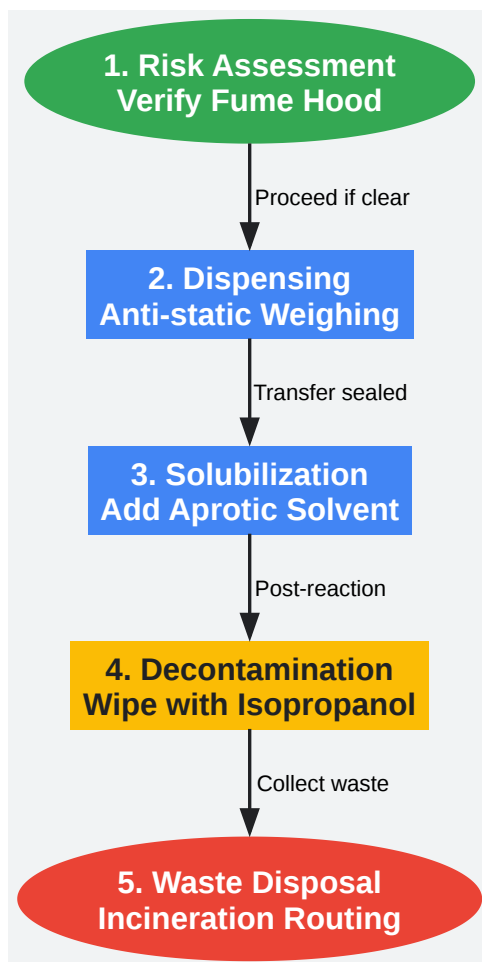 1. Risk Assessment
Verify Fume Hood
Proceed if clear
2. Dispensing
Anti-static Weighing
Transfer sealed
3. Solubilization
Add Aprotic Solvent
Post-reaction
4. Decontamination
Wipe with Isopropanol
Collect waste
5. Waste Disposal
Incineration Routing